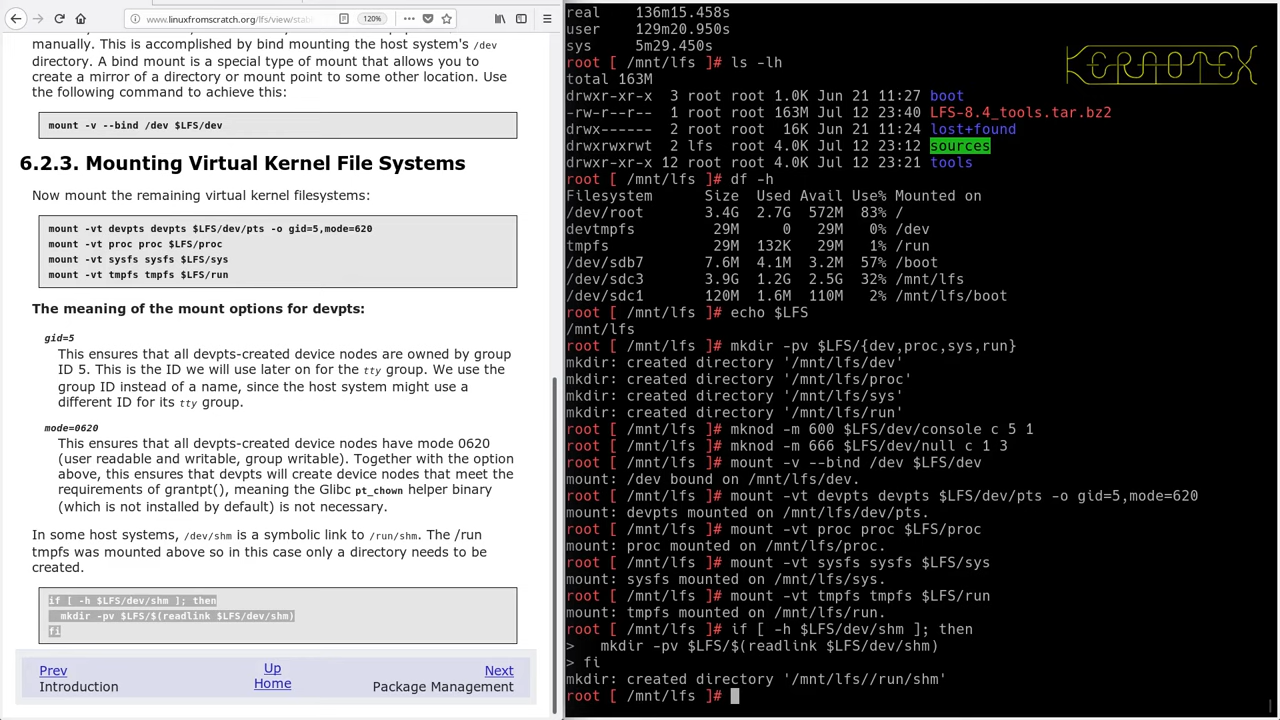 www.linuxfromscratch.org/lfs/view/stab
120%
manually. This is accomplished by bind mounting the host system's /dev
directory. A bind mount is a special type of mount that allows you to
create a mirror of a directory or mount point to some other location. Use
the following command to achieve this:
mount -v --bind /dev $LFS/dev
6.2.3. Mounting Virtual Kernel File Systems
Now mount the remaining virtual kernel filesystems:
mount -vt devpts devpts $LFS/dev/pts -o gid=5,mode=620
mount -vt proc proc $LFS/proc
mount -vt sysfs sysfs $LFS/sys
mount -vt tmpfs tmpfs $LFS/run
The meaning of the mount options for devpts:
gid=5
This ensures that all devpts-created device nodes are owned by group
ID 5. This is the ID we will use later on for the tty group. We use the
group ID instead of a name, since the host system might use a
different ID for its tty group.
mode=0620
This ensures that all devpts-created device nodes have mode 0620
(user readable and writable, group writable). Together with the option
above, this ensures that devpts will create device nodes that meet the
requirements of grantpt(), meaning the Glibc pt_chown helper binary
(which is not installed by default) is not necessary.
In some host systems, /dev/shm is a symbolic link to /run/shm. The /run
tmpfs was mounted above so in this case only a directory needs to be
created.
if [ -h $LFS/dev/shm ]; then
  mkdir -pv $LFS/$(readlink $LFS/dev/shm)
fi
Prev
Introduction
Up
Home
Next
Package Management
real    136m15.458s
user    129m20.950s
sys     5m29.450s
root [ /mnt/lfs ]# ls -lh
total 163M
drwxr-xr-x  3 root root 1.0K Jun 21 11:27 boot
-rw-r--r--  1 root root 163M Jul 12 23:40 LFS-8.4_tools.tar.bz2
drwx------  2 root root  16K Jun 21 11:24 lost+found
drwxrwxrwt  2 lfs  root 4.0K Jul 12 23:12 sources
drwxr-xr-x 12 root root 4.0K Jul 12 23:21 tools
root [ /mnt/lfs ]# df -h
Filesystem      Size  Used Avail Use% Mounted on
/dev/root       3.4G  2.7G  572M  83% /
devtmpfs         29M     0   29M   0% /dev
tmpfs            29M  132K   29M   1% /run
/dev/sdb7       7.6M  4.1M  3.2M  57% /boot
/dev/sdc3       3.9G  1.2G  2.5G  32% /mnt/lfs
/dev/sdc1       120M  1.6M  110M   2% /mnt/lfs/boot
root [ /mnt/lfs ]# echo $LFS
/mnt/lfs
root [ /mnt/lfs ]# mkdir -pv $LFS/{dev,proc,sys,run}
mkdir: created directory '/mnt/lfs/dev'
mkdir: created directory '/mnt/lfs/proc'
mkdir: created directory '/mnt/lfs/sys'
mkdir: created directory '/mnt/lfs/run'
root [ /mnt/lfs ]# mknod -m 600 $LFS/dev/console c 5 1
root [ /mnt/lfs ]# mknod -m 666 $LFS/dev/null c 1 3
root [ /mnt/lfs ]# mount -v --bind /dev $LFS/dev
mount: /dev bound on /mnt/lfs/dev.
root [ /mnt/lfs ]# mount -vt devpts devpts $LFS/dev/pts -o gid=5,mode=620
mount: devpts mounted on /mnt/lfs/dev/pts.
root [ /mnt/lfs ]# mount -vt proc proc $LFS/proc
mount: proc mounted on /mnt/lfs/proc.
root [ /mnt/lfs ]# mount -vt sysfs sysfs $LFS/sys
mount: sysfs mounted on /mnt/lfs/sys.
root [ /mnt/lfs ]# mount -vt tmpfs tmpfs $LFS/run
mount: tmpfs mounted on /mnt/lfs/run.
root [ /mnt/lfs ]# if [ -h $LFS/dev/shm ]; then
>   mkdir -pv $LFS/$(readlink $LFS/dev/shm)
> fi
mkdir: created directory '/mnt/lfs//run/shm'
root [ /mnt/lfs ]#